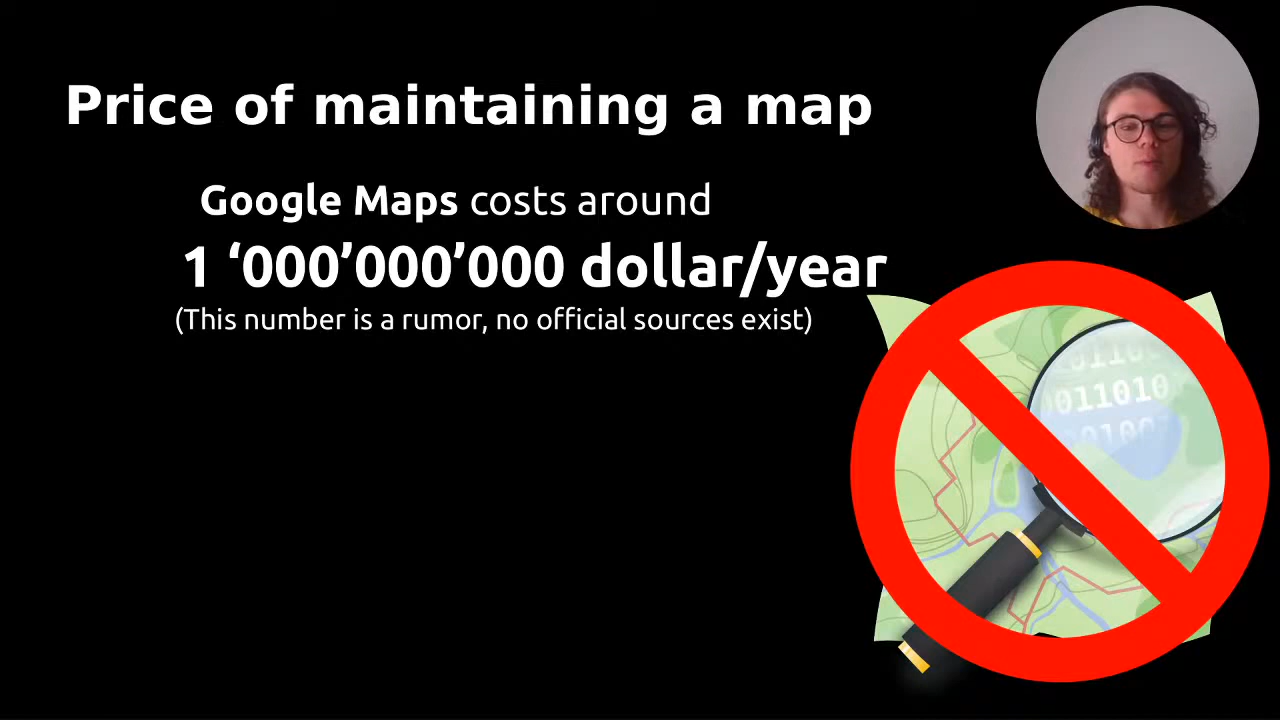 Price of maintaining a map
Google Maps costs around
1 ‘000’000’000 dollar/year
(This number is a rumor, no official sources exist)
011010